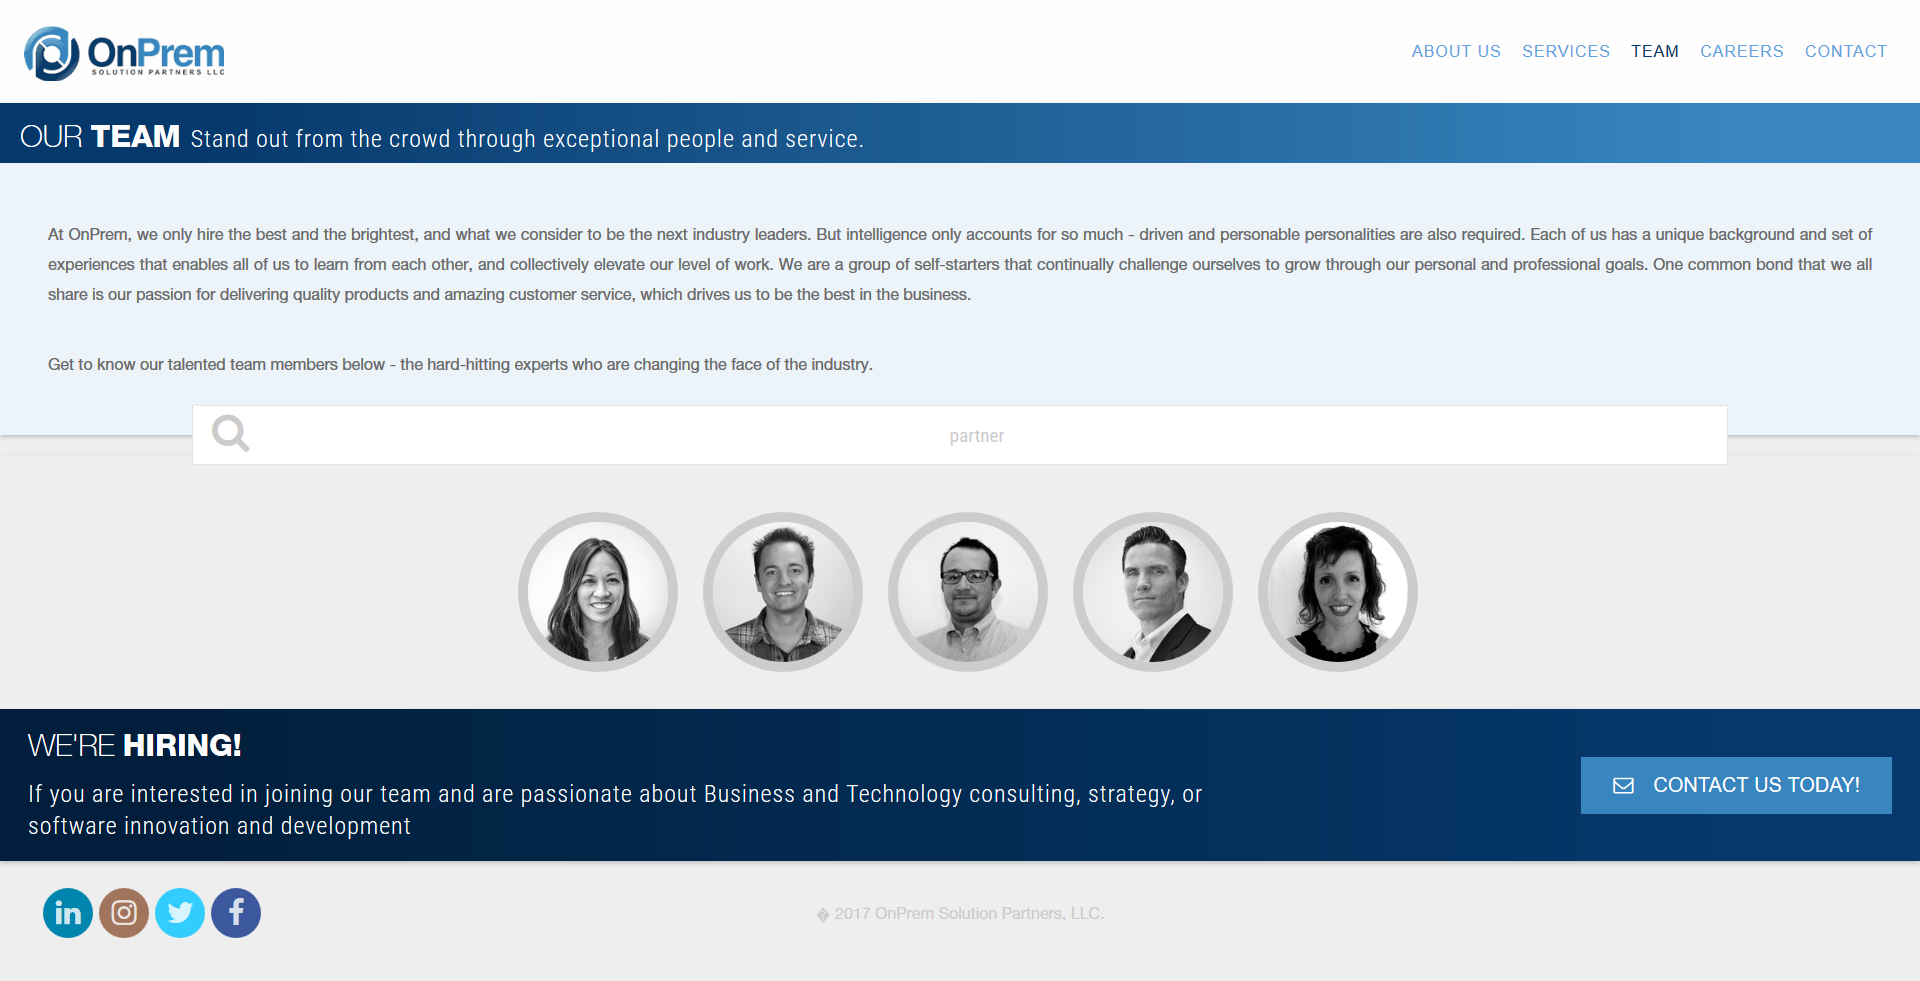 OnPrem
SOLUTION PARTNERS LLC
ABOUT US SERVICES TEAM CAREERS CONTACT
OUR TEAM Stand out from the crowd through exceptional people and service.
At OnPrem, we only hire the best and the brightest, and what we consider to be the next industry leaders. But intelligence only accounts for so much - driven and personable personalities are also required. Each of us has a unique background and set of
experiences that enables all of us to learn from each other, and collectively elevate our level of work. We are a group of self-starters that continually challenge ourselves to grow through our personal and professional goals. One common bond that we all
share is our passion for delivering quality products and amazing customer service, which drives us to be the best in the business.
Get to know our talented team members below - the hard-hitting experts who are changing the face of the industry.
partner
WE'RE HIRING!
If you are interested in joining our team and are passionate about Business and Technology consulting, strategy, or
software innovation and development
CONTACT US TODAY!
� 2017 OnPrem Solution Partners, LLC.